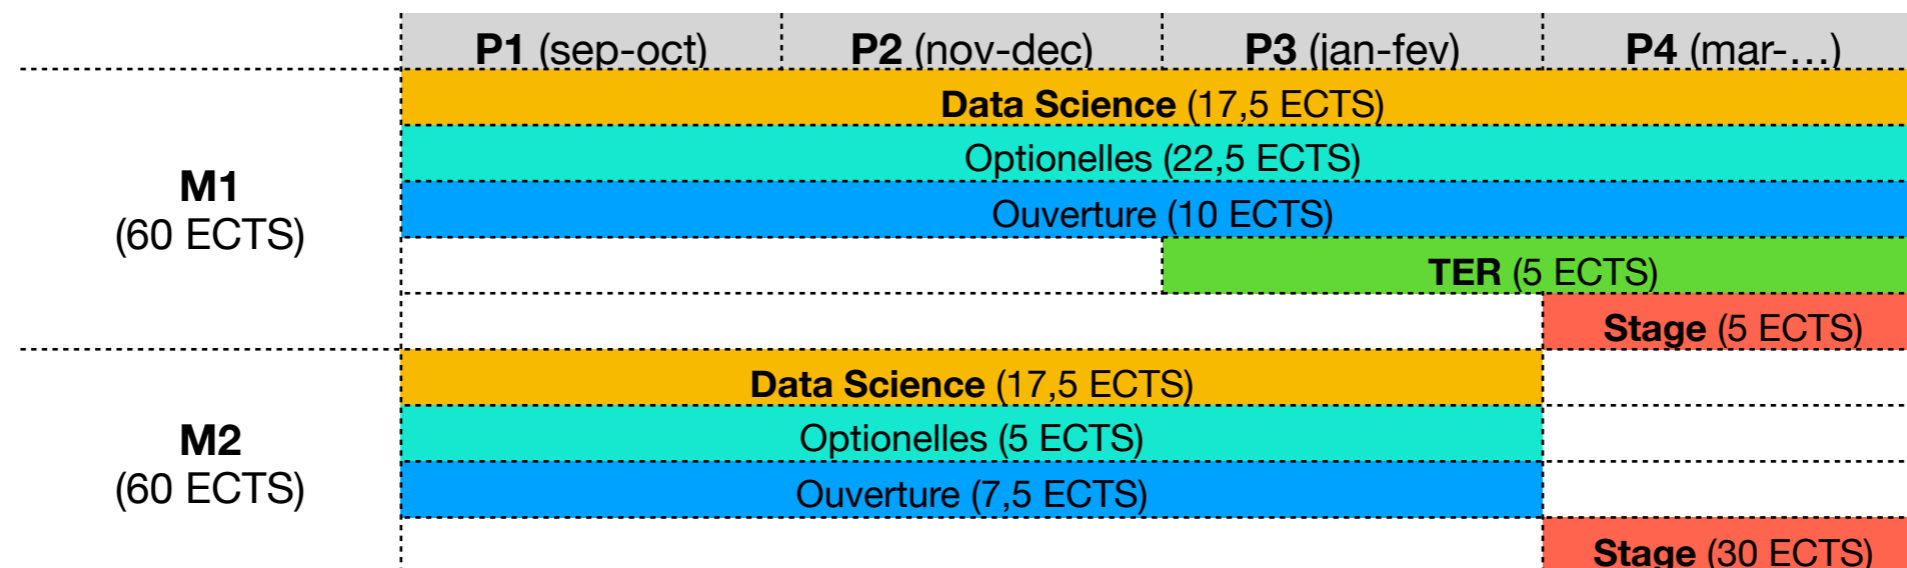 P1 (sep-oct) P2 (nov-dec) P3 (jan-fev) P4 (mar-…)
Data Science (17,5 ECTS)
Optionelles (22,5 ECTS)
M1
(60 ECTS)
Ouverture (10 ECTS)
TER (5 ECTS)
Stage (5 ECTS)
Data Science (17,5 ECTS)
M2
(60 ECTS)
Optionelles (5 ECTS)
Ouverture (7,5 ECTS)
Stage (30 ECTS)